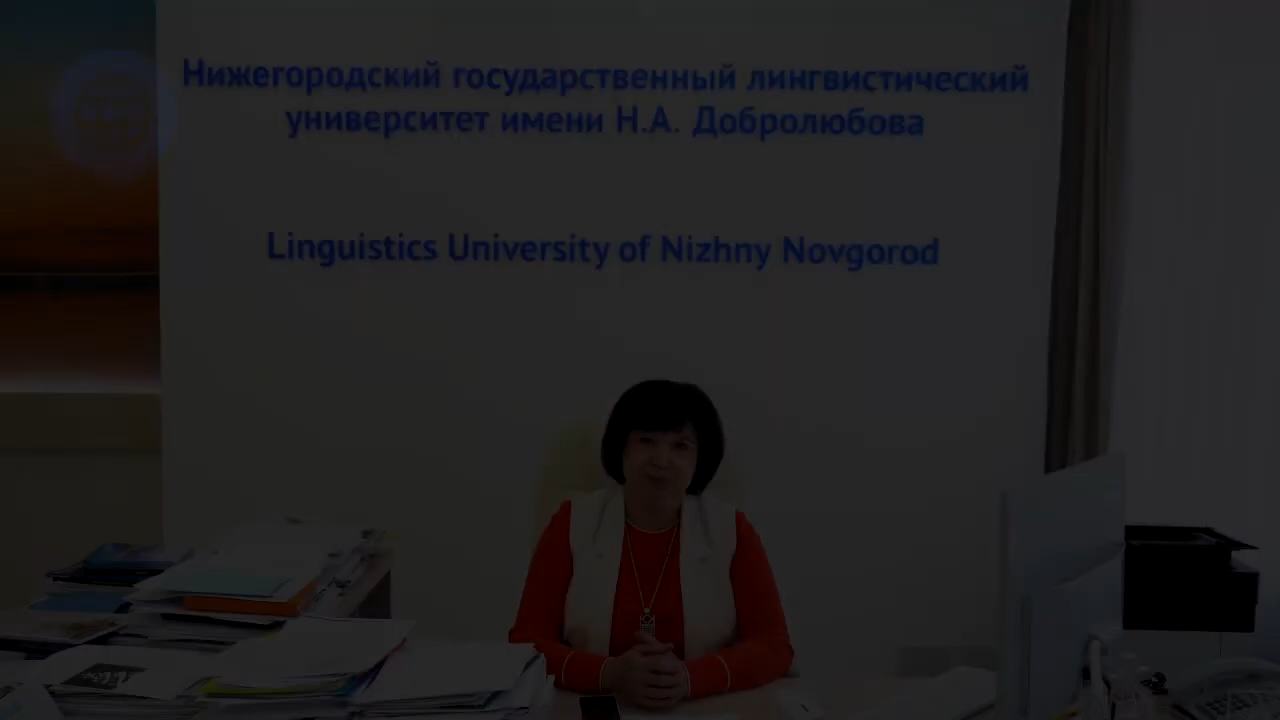 Нижегородский государственный лингвистический
университет имени Н.А. Добролюбова
Linguistics University of Nizhny Novgorod